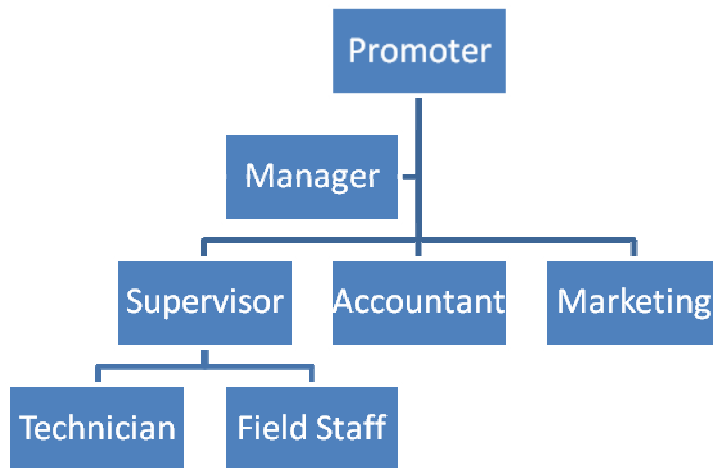 Promoter
Manager
Supervisor
Accountant
Marketing
Technician
Field Staff